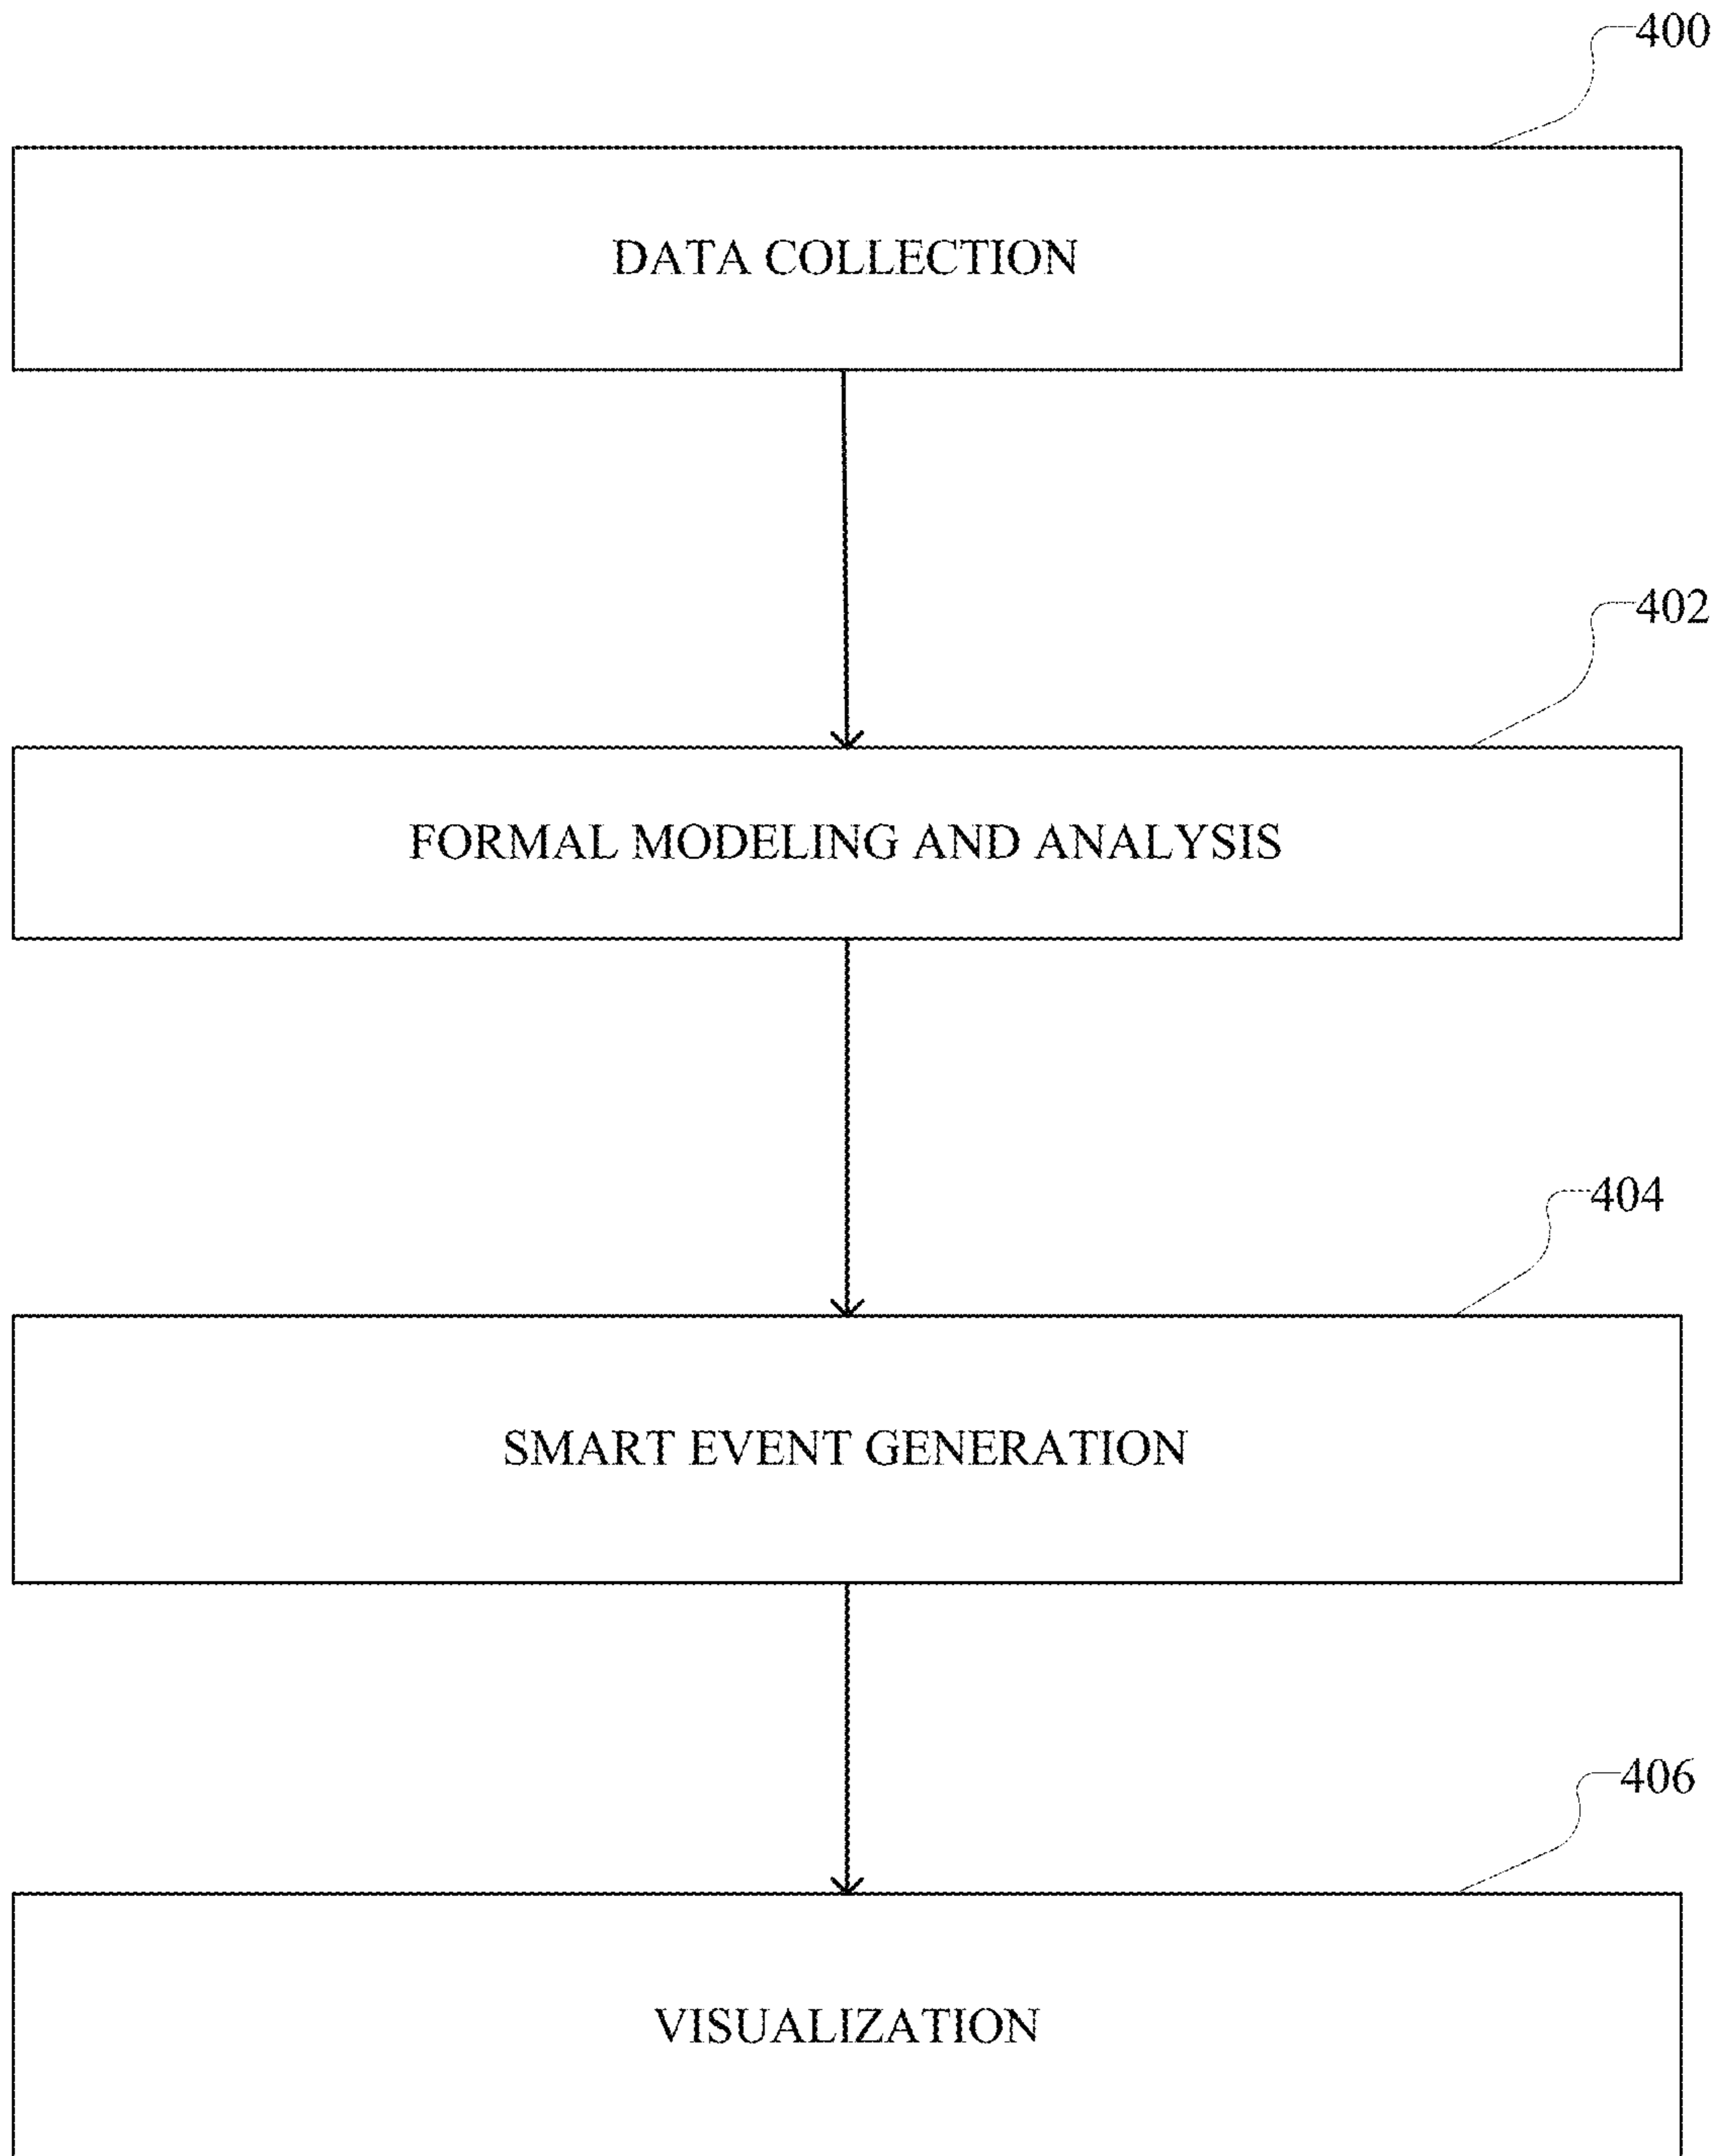 400
DATA COLLECTION
402
FORMAL MODELING AND ANALYSIS
404
SMART EVENT GENERATION
406
VISUALIZATION